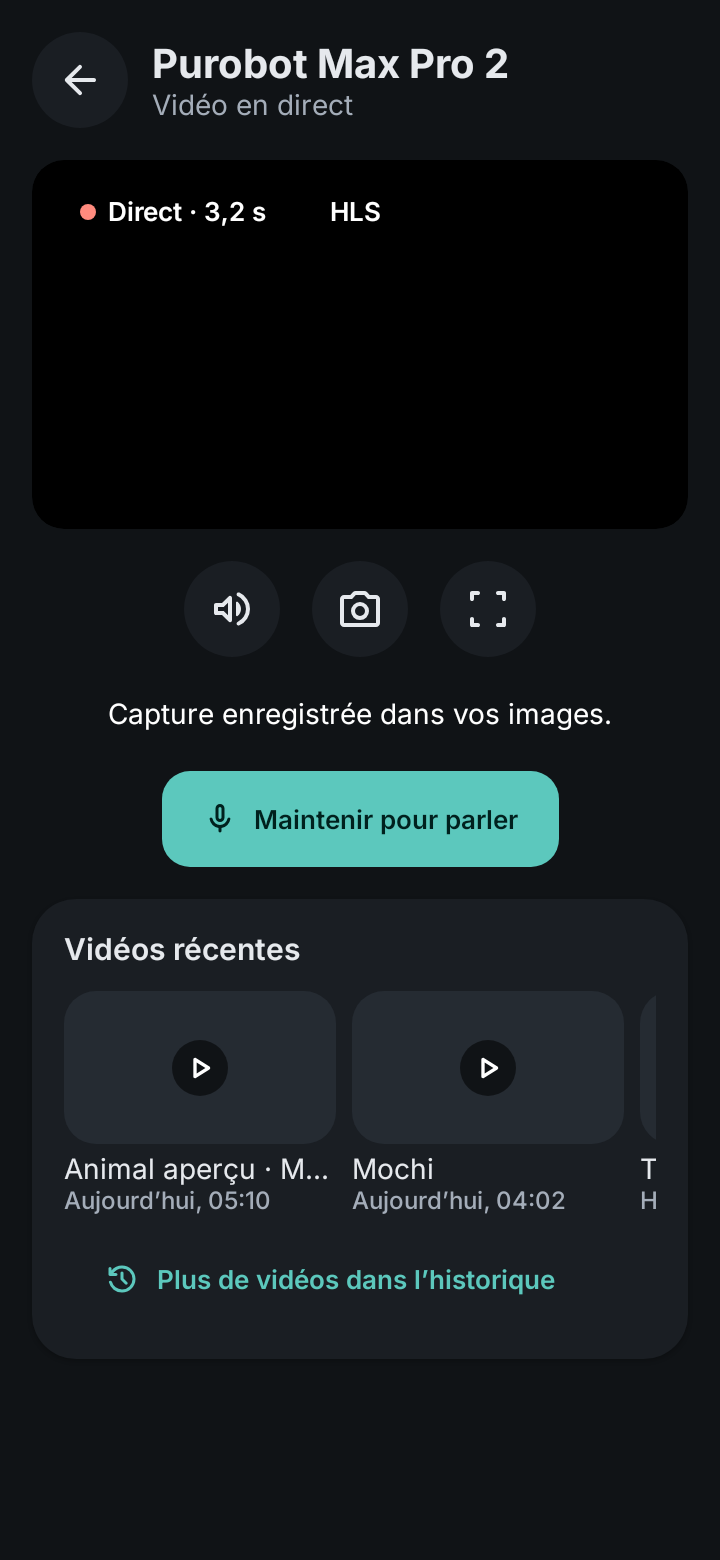 Purobot Max Pro 2
Vidéo en direct
Direct · 3,2 s
HLS
Capture enregistrée dans vos images.
Maintenir pour parler
Vidéos récentes
Animal aperçu · M…
Mochi
T
Aujourd’hui, 05:10
Aujourd’hui, 04:02
H
Plus de vidéos dans l’historique